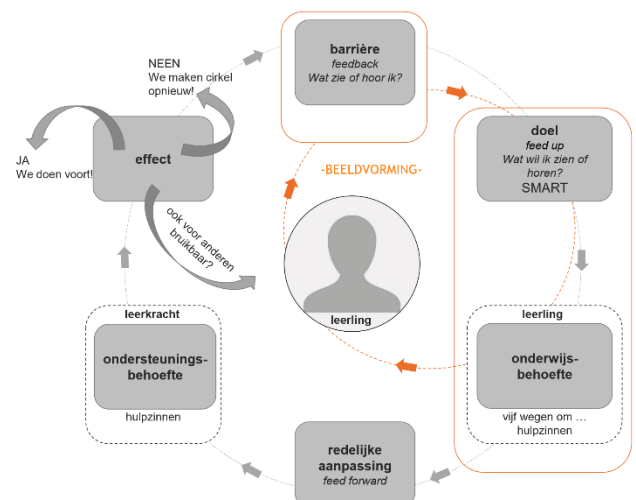 barrière
feedback
Wat zie of hoor ik?
NEEN
We maken cirkel
opnieuw!
effect
JA
We doen voort!
doel
feed up
Wat wil ik zien of
horen?
SMART
-BEELDVORMING-
ook voor anderen
bruikbaar?
leerling
leerkracht
ondersteunings-
behoefte
hulpzinnen
leerling
onderwijs-
behoefte
vijf wegen om ...
hulpzinnen
redelijke
aanpassing
feed forward